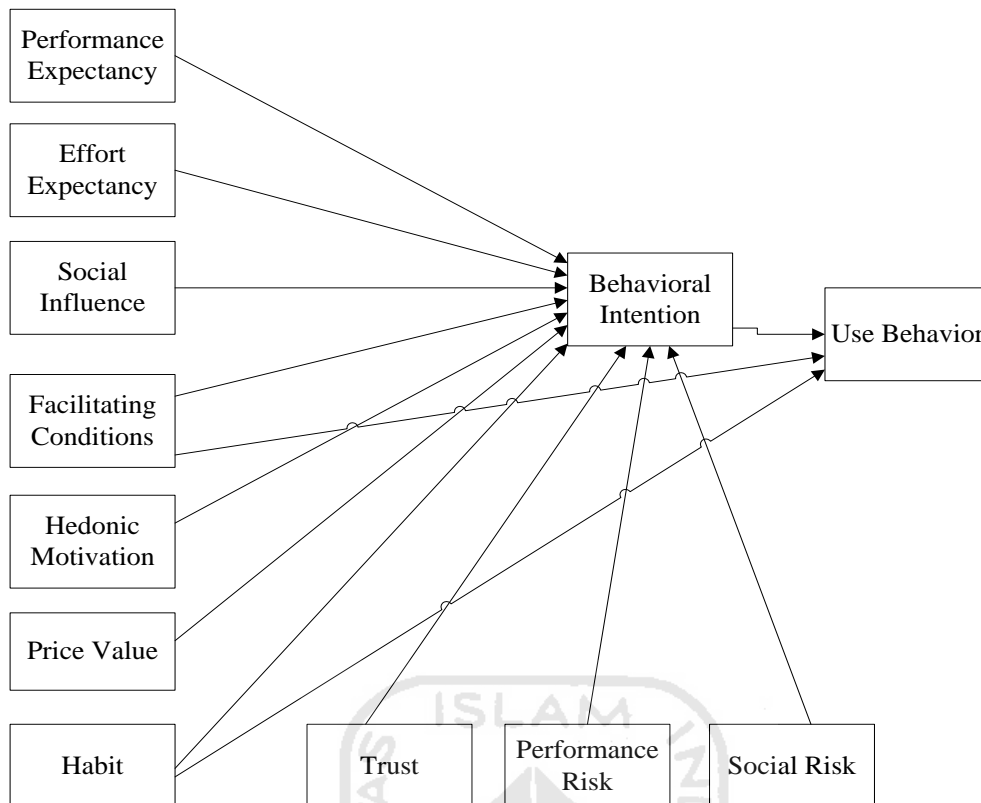 Performance
Expectancy
Effort
Expectancy
Social
Influence
Behavioral
Intention
Use Behavior
Facilitating
Conditions
Hedonic
Motivation
Price Value
Habit
Trust
Performance
Risk
Social Risk
ISLAM